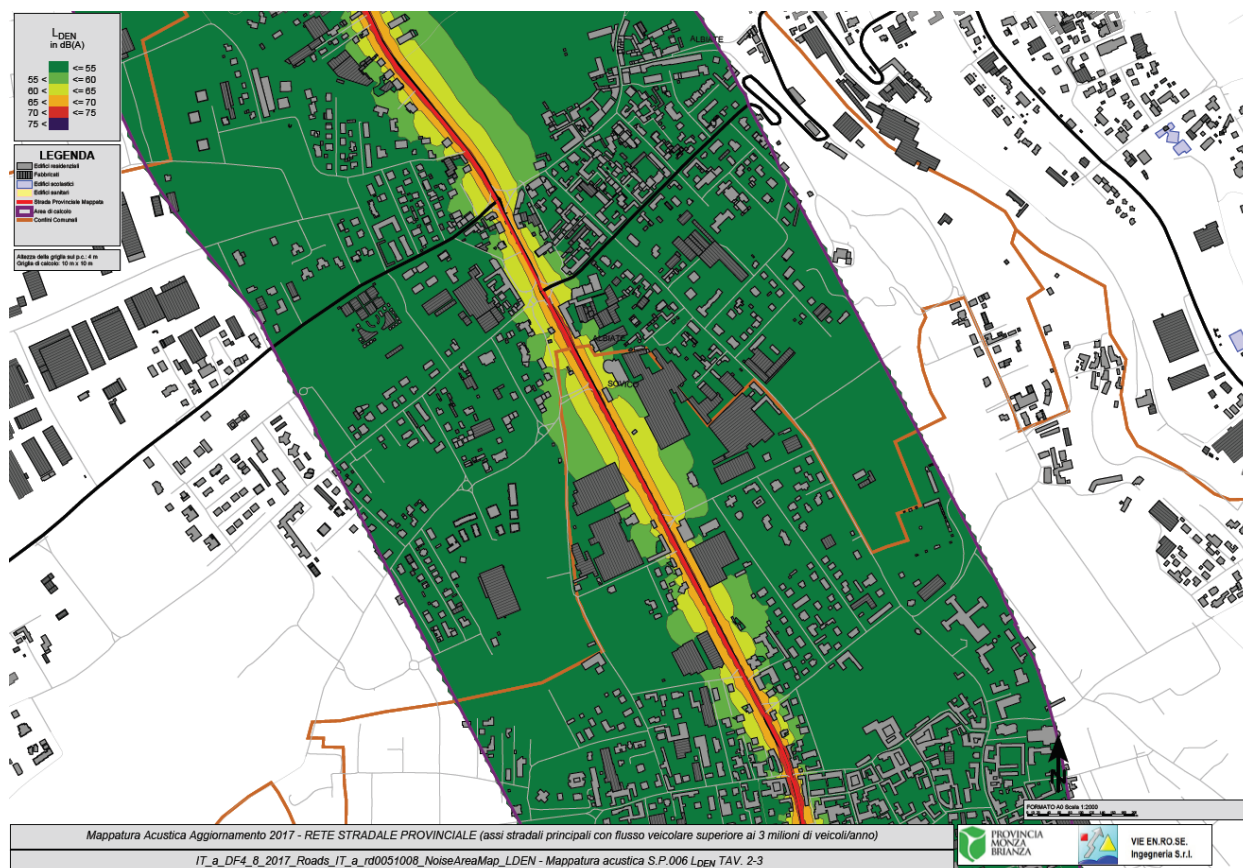 LDEN
in dB(A)
<= 55
55 < <= 60
60 < <= 65
65 < <= 70
70 < <= 75
75 <
LEGENDA
Edifici residenziali
Fabbricati
Edifici scolastici
Edifici sanitari
Strada Provinciale Mappata
Area di calcolo
Confini Comunali
Altezza della griglia sul p.c.: 4 m
Griglia di calcolo: 10 m x 10 m
ALBIATE
ALBIATE
SOVICO
FORMATO A0 Scala 1:2000
Mappatura Acustica Aggiornamento 2017 - RETE STRADALE PROVINCIALE (assi stradali principali con flusso veicolare superiore ai 3 milioni di veicoli/anno)
IT_a_DF4_8_2017_Roads_IT_a_rd0051008_NoiseAreaMap_LDEN - Mappatura acustica S.P.006 LDEN TAV. 2-3
PROVINCIA
MONZA
BRIANZA
VIE EN.RO.SE.
Ingegneria S.r.l.